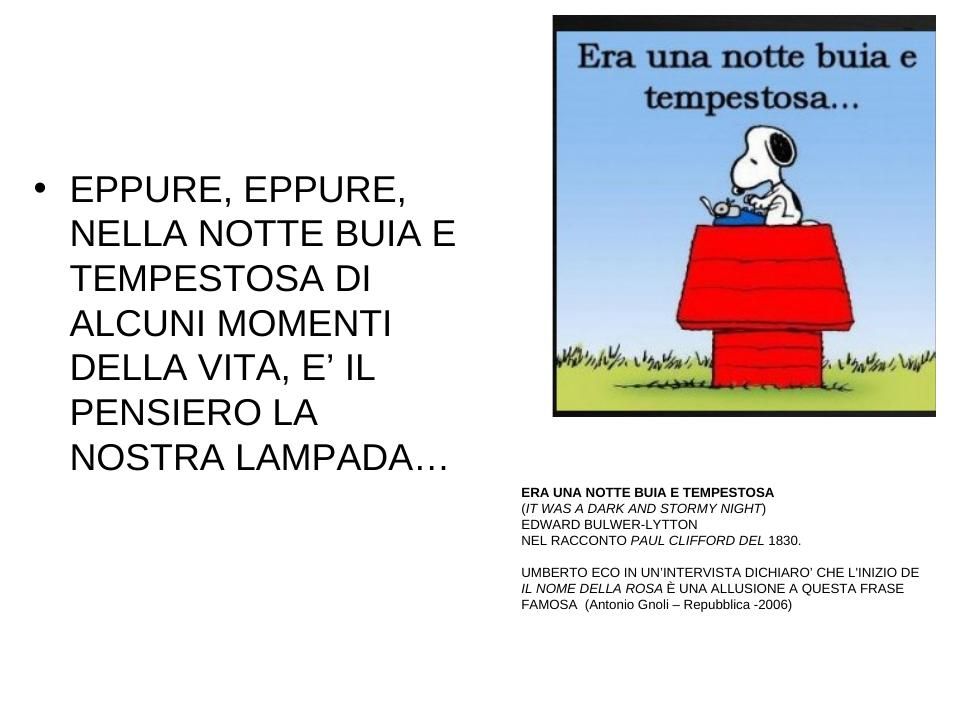 • EPPURE, EPPURE,
NELLA NOTTE BUIA E
TEMPESTOSA DI
ALCUNI MOMENTI
DELLA VITA, E’ IL
PENSIERO LA
NOSTRA LAMPADA…
Era una notte buia e
tempestosa...
ERA UNA NOTTE BUIA E TEMPESTOSA
(IT WAS A DARK AND STORMY NIGHT)
EDWARD BULWER-LYTTON
NEL RACCONTO PAUL CLIFFORD DEL 1830.
UMBERTO ECO IN UN’INTERVISTA DICHIARO’ CHE L’INIZIO DE
IL NOME DELLA ROSA È UNA ALLUSIONE A QUESTA FRASE
FAMOSA (Antonio Gnoli – Repubblica -2006)